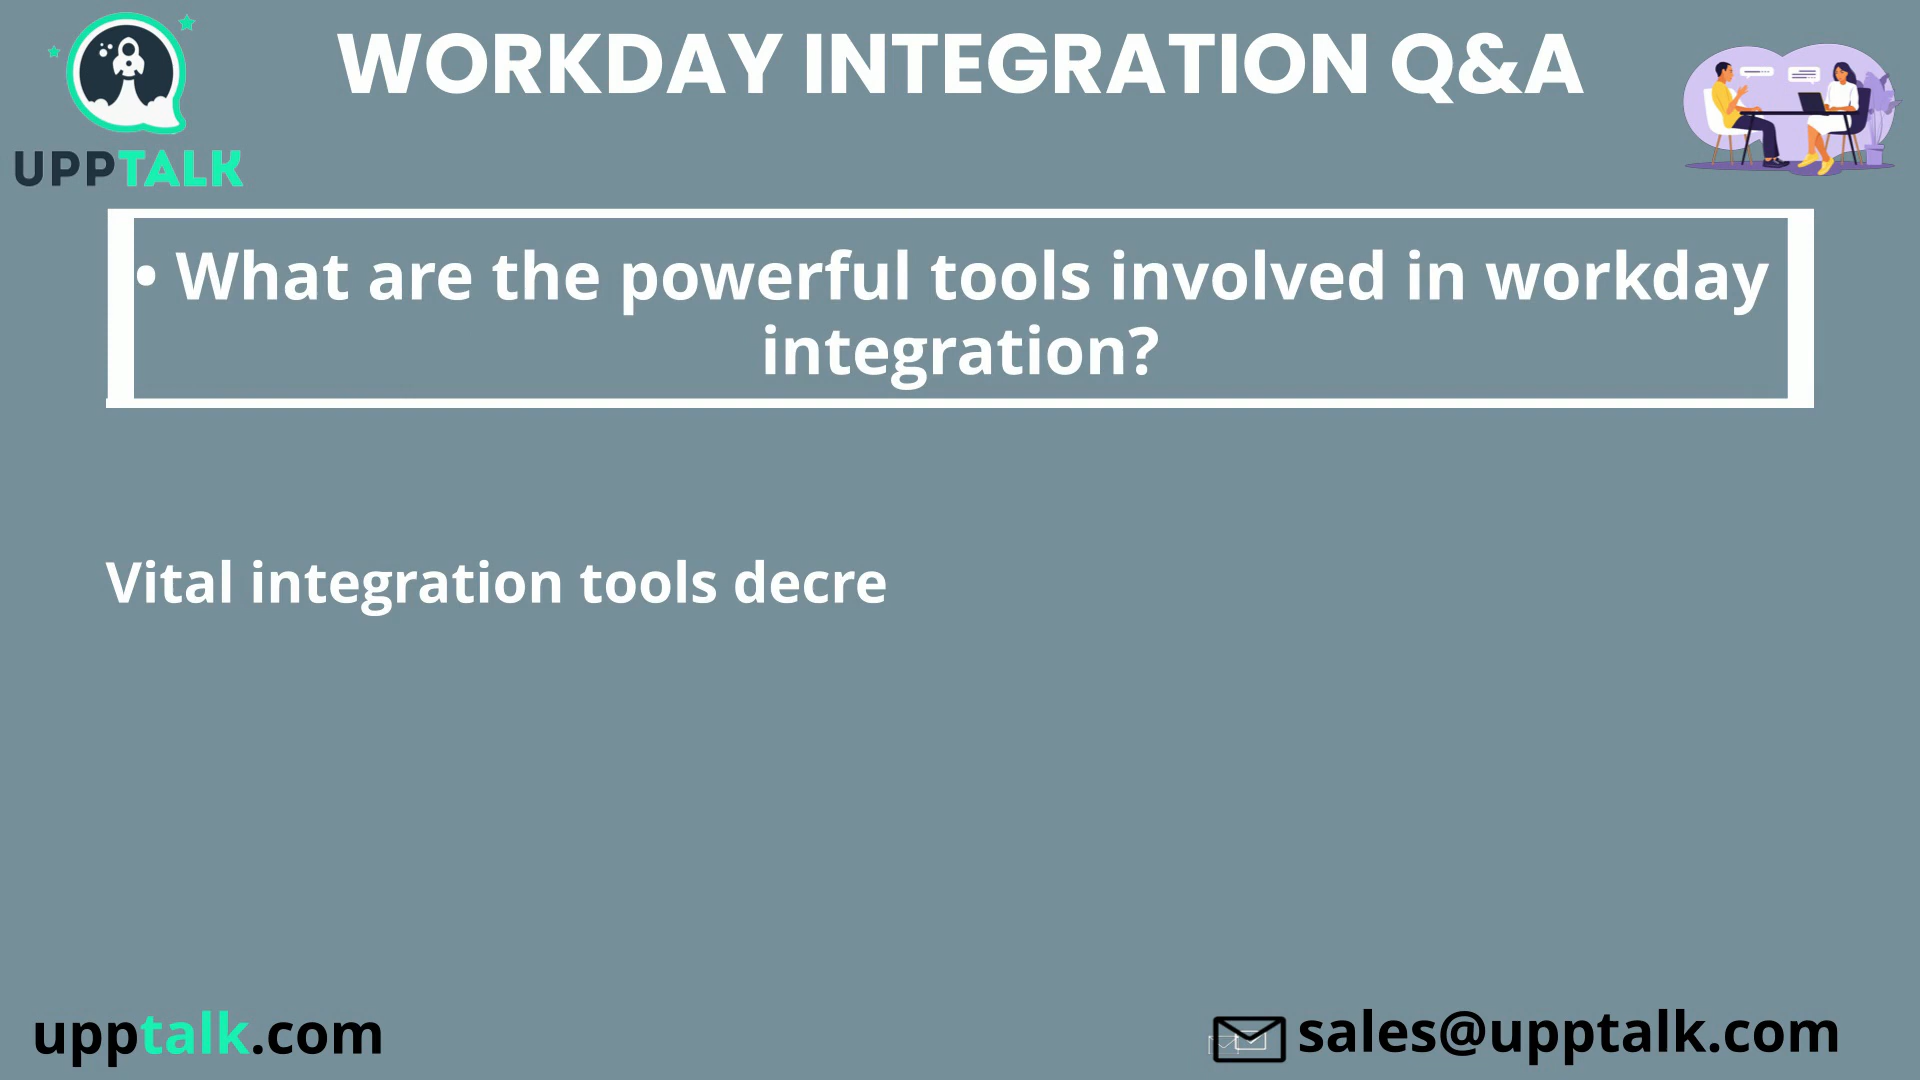 UPPTALK
WORKDAY INTEGRATION Q&A
• What are the powerful tools involved in workday
integration?
Vital integration tools decre
upptalk.com
sales@upptalk.com